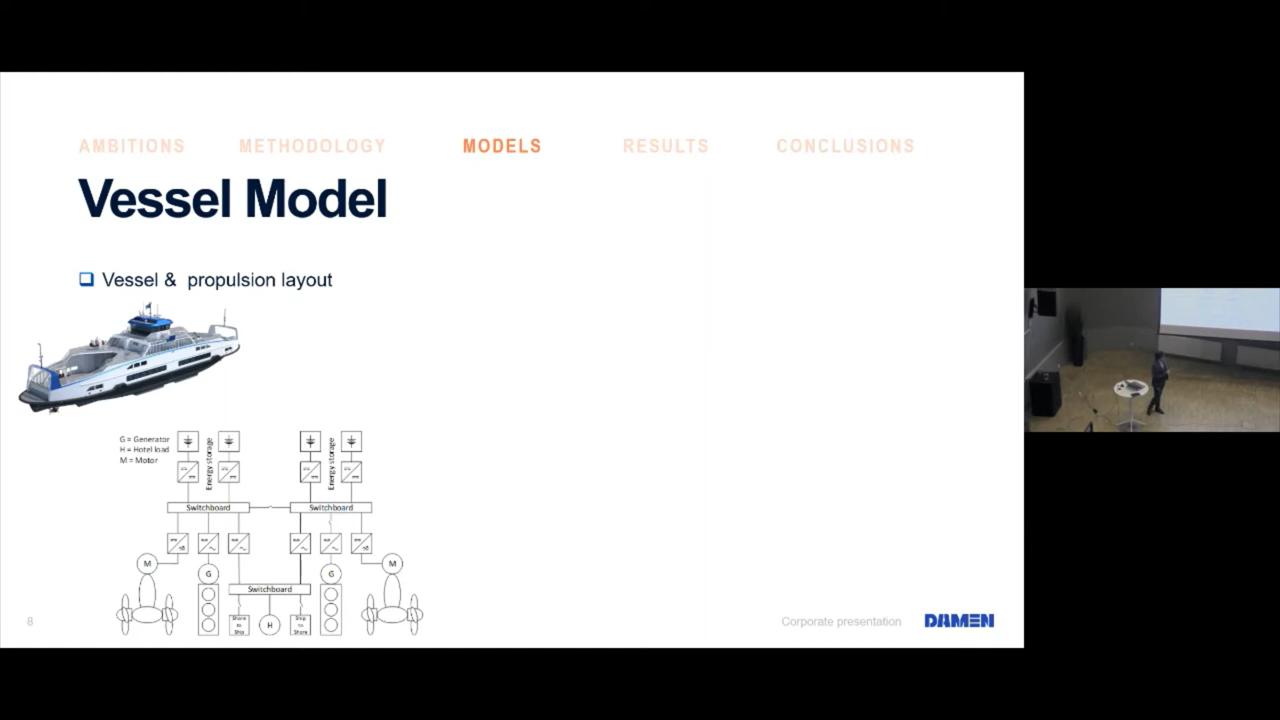 AMBITIONS METHODOLOGY MODELS RESULTS CONCLUSIONS
Vessel Model
Vessel & propulsion layout
G = Generator
H = Hotel load
M = Motor
Energy storage
Energy storage
Switchboard Switchboard
M M
G G
Switchboard
Shore to Ship
H
Ship to Shore
8
Corporate presentation
DAMEN